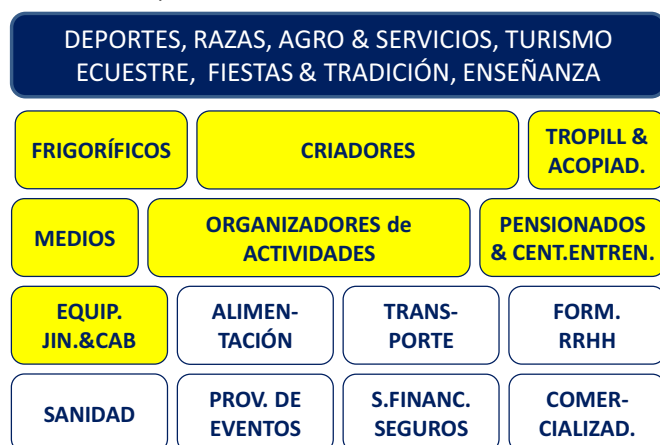 DEPORTES, RAZAS, AGRO & SERVICIOS, TURISMO
ECUESTRE, FIESTAS & TRADICIÓN, ENSEÑANZA
FRIGORÍFICOS
CRIADORES
TROPILL &
ACOPIAD.
MEDIOS
ORGANIZADORES de
ACTIVIDADES
PENSIONADOS
& CENT.ENTREN.
EQUIP.
JIN.&CAB
ALIMEN-
TACIÓN
TRANS-
PORTE
FORM.
RRHH
SANIDAD
PROV. DE
EVENTOS
S.FINANC.
SEGUROS
COMER-
CIALIZAD.